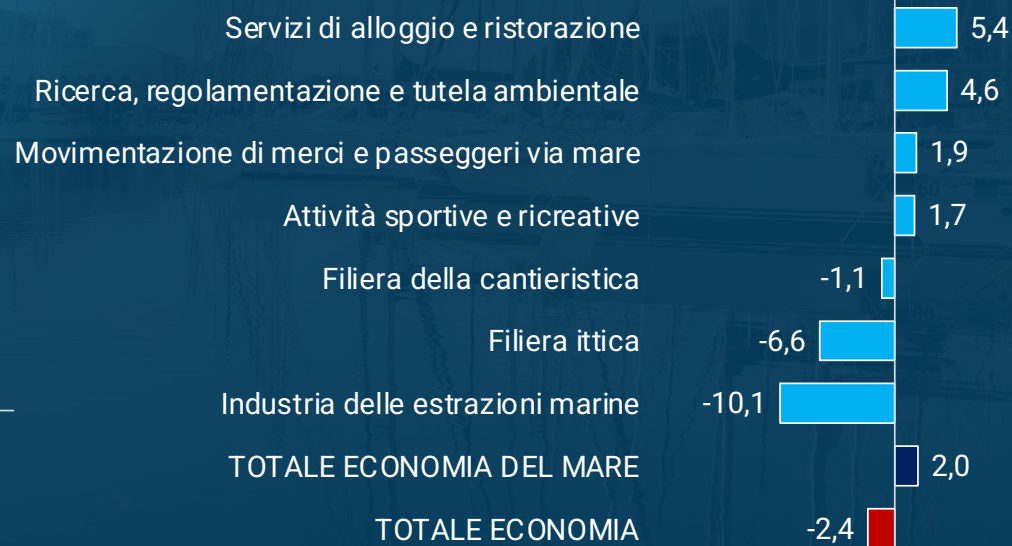 Servizi di alloggio e ristorazione 5,4
Ricerca, regolamentazione e tutela ambientale 4,6
Movimentazione di merci e passeggeri via mare 1,9
Attività sportive e ricreative 1,7
Filiera della cantieristica -1,1
Filiera ittica -6,6
Industria delle estrazioni marine -10,1
TOTALE ECONOMIA DEL MARE 2,0
TOTALE ECONOMIA -2,4